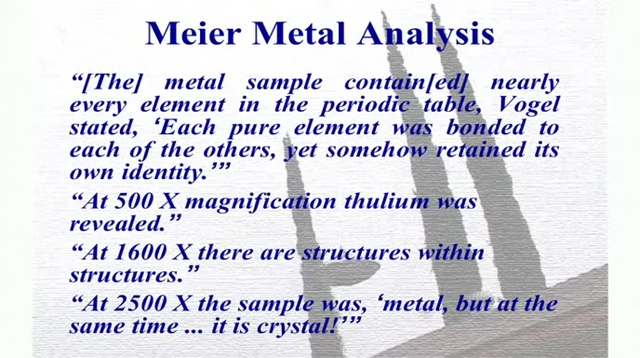 Meier Metal Analysis
“[The] metal sample contain[ed] nearly
every element in the periodic table, Vogel
stated, ‘Each pure element was bonded to
each of the others, yet somehow retained its
own identity.’”
“At 500 X magnification thulium was
revealed.”
“At 1600 X there are structures within
structures.”
“At 2500 X the sample was, ‘metal, but at the
same time ... it is crystal!’”